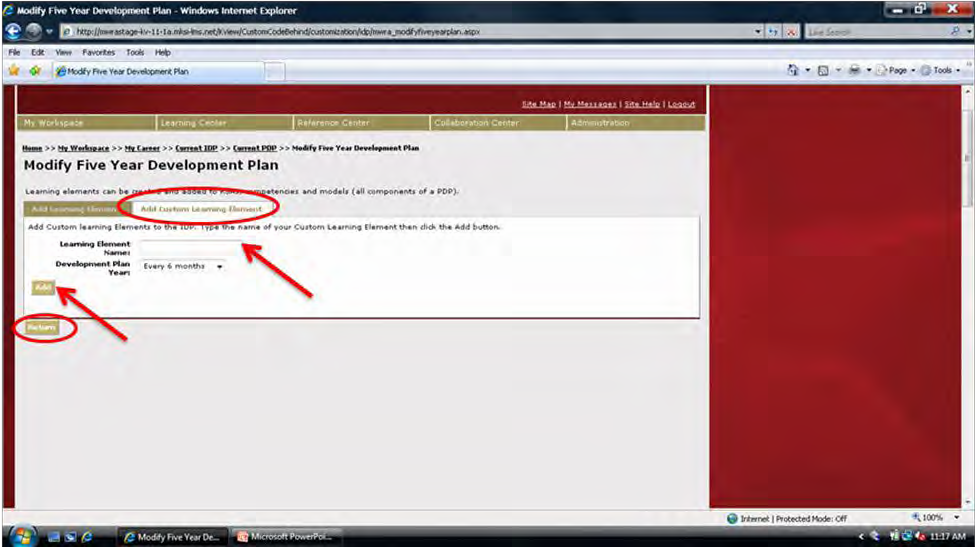 Modify Five Year Development Plan - Windows Internet Explorer
http://mwrastage-kv-11-1a.mksi-lms.net/Kview/CustomCodeBehind/customization/idp/mwra_modifyfiveyearplan.aspx
Live Search
File Edit View Favorites Tools Help
Modify Five Year Development Plan
Page Tools
Site Map | My Messages | Site Help | Logout
My Workspace Learning Center Reference Center Collaboration Center Administration
Home >> My Workspace >> My Career >> Current IDP >> Current PDP >> Modify Five Year Development Plan
Modify Five Year Development Plan
Learning elements can be created and added to KSAs, competencies and models (all components of a PDP).
Add Learning Element Add Custom Learning Element
Add Custom learning Elements to the IDP. Type the name of your Custom Learning Element then click the Add button.
Learning Element
Name:
Development Plan
Year: Every 6 months
Add
Return
Internet | Protected Mode: Off 100%
Modify Five Year De... Microsoft PowerPoi... 11:17 AM